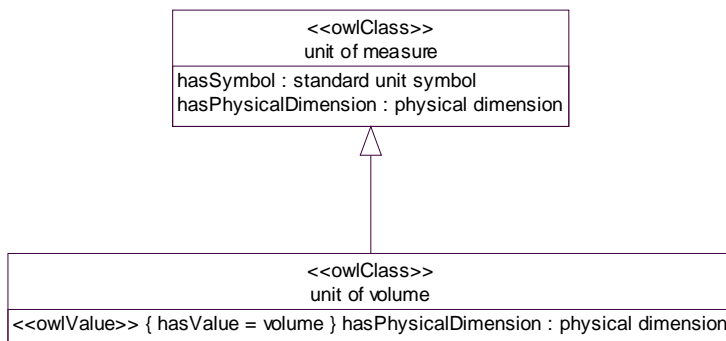 <<owlClass>>
unit of measure
hasSymbol : standard unit symbol
hasPhysicalDimension : physical dimension
<<owlClass>>
unit of volume
<<owlValue>> { hasValue = volume } hasPhysicalDimension : physical dimension